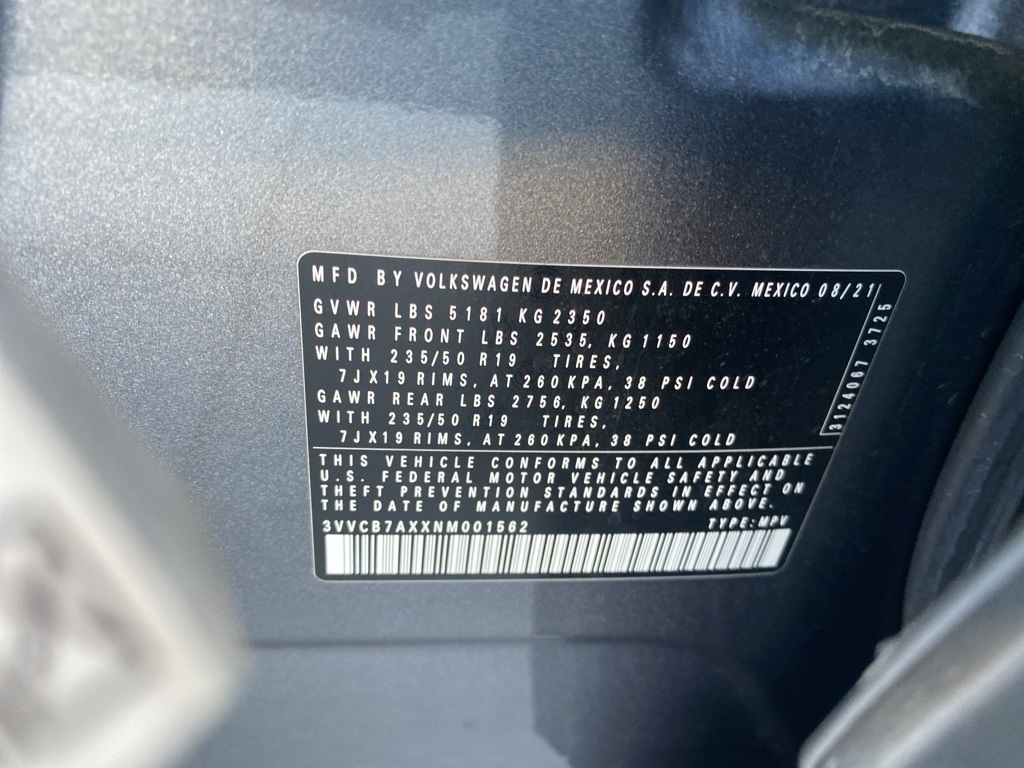 MFD BY VOLKSWAGEN DE MEXICO S.A. DE C.V. MEXICO 08/21
GVWR LBS 5181 KG 2350
GAWR FRONT LBS 2535, KG 1150
WITH 235/50 R19 TIRES,
7JX19 RIMS, AT 260 KPA, 38 PSI COLD
GAWR REAR LBS 2756, KG 1250
WITH 235/50 R19 TIRES,
7JX19 RIMS, AT 260 KPA, 38 PSI COLD
3124067 3725
THIS VEHICLE CONFORMS TO ALL APPLICABLE
U.S. FEDERAL MOTOR VEHICLE SAFETY AND
THEFT PREVENTION STANDARDS IN EFFECT ON
THE DATE OF MANUFACTURE SHOWN ABOVE.
3VVCB7AXXNM001562 TYPE:MPV